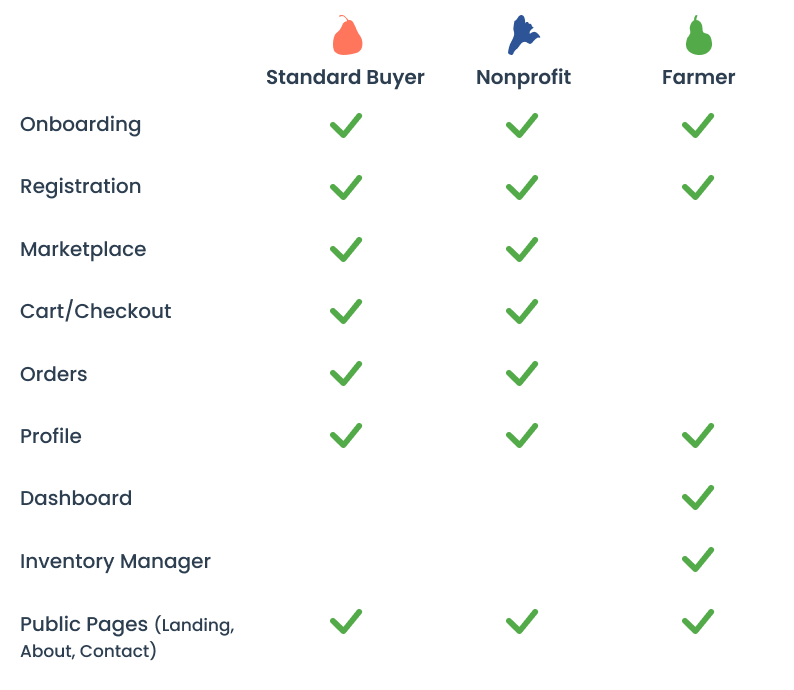 Standard Buyer Nonprofit Farmer
Onboarding
Registration
Marketplace
Cart/Checkout
Orders
Profile
Dashboard
Inventory Manager
Public Pages (Landing,
About, Contact)